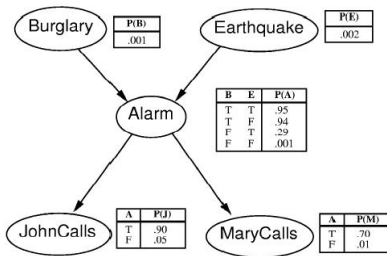 Burglary
P(B)
.001
Earthquake
P(E)
.002
Alarm
B E P(A)
T T .95
T F .94
F T .29
F F .001
JohnCalls
A P(J)
T .90
F .05
MaryCalls
A P(M)
T .70
F .01